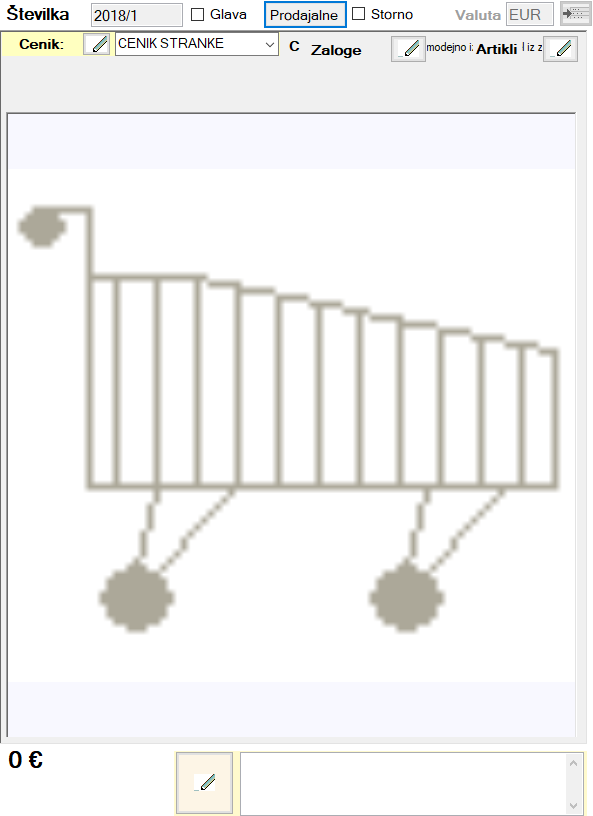 Številka 2018/1 Glava Prodajalne Storno Valuta EUR
Cenik: CENIK STRANKE C Zaloge modejno i: Artikli l iz z
0 €